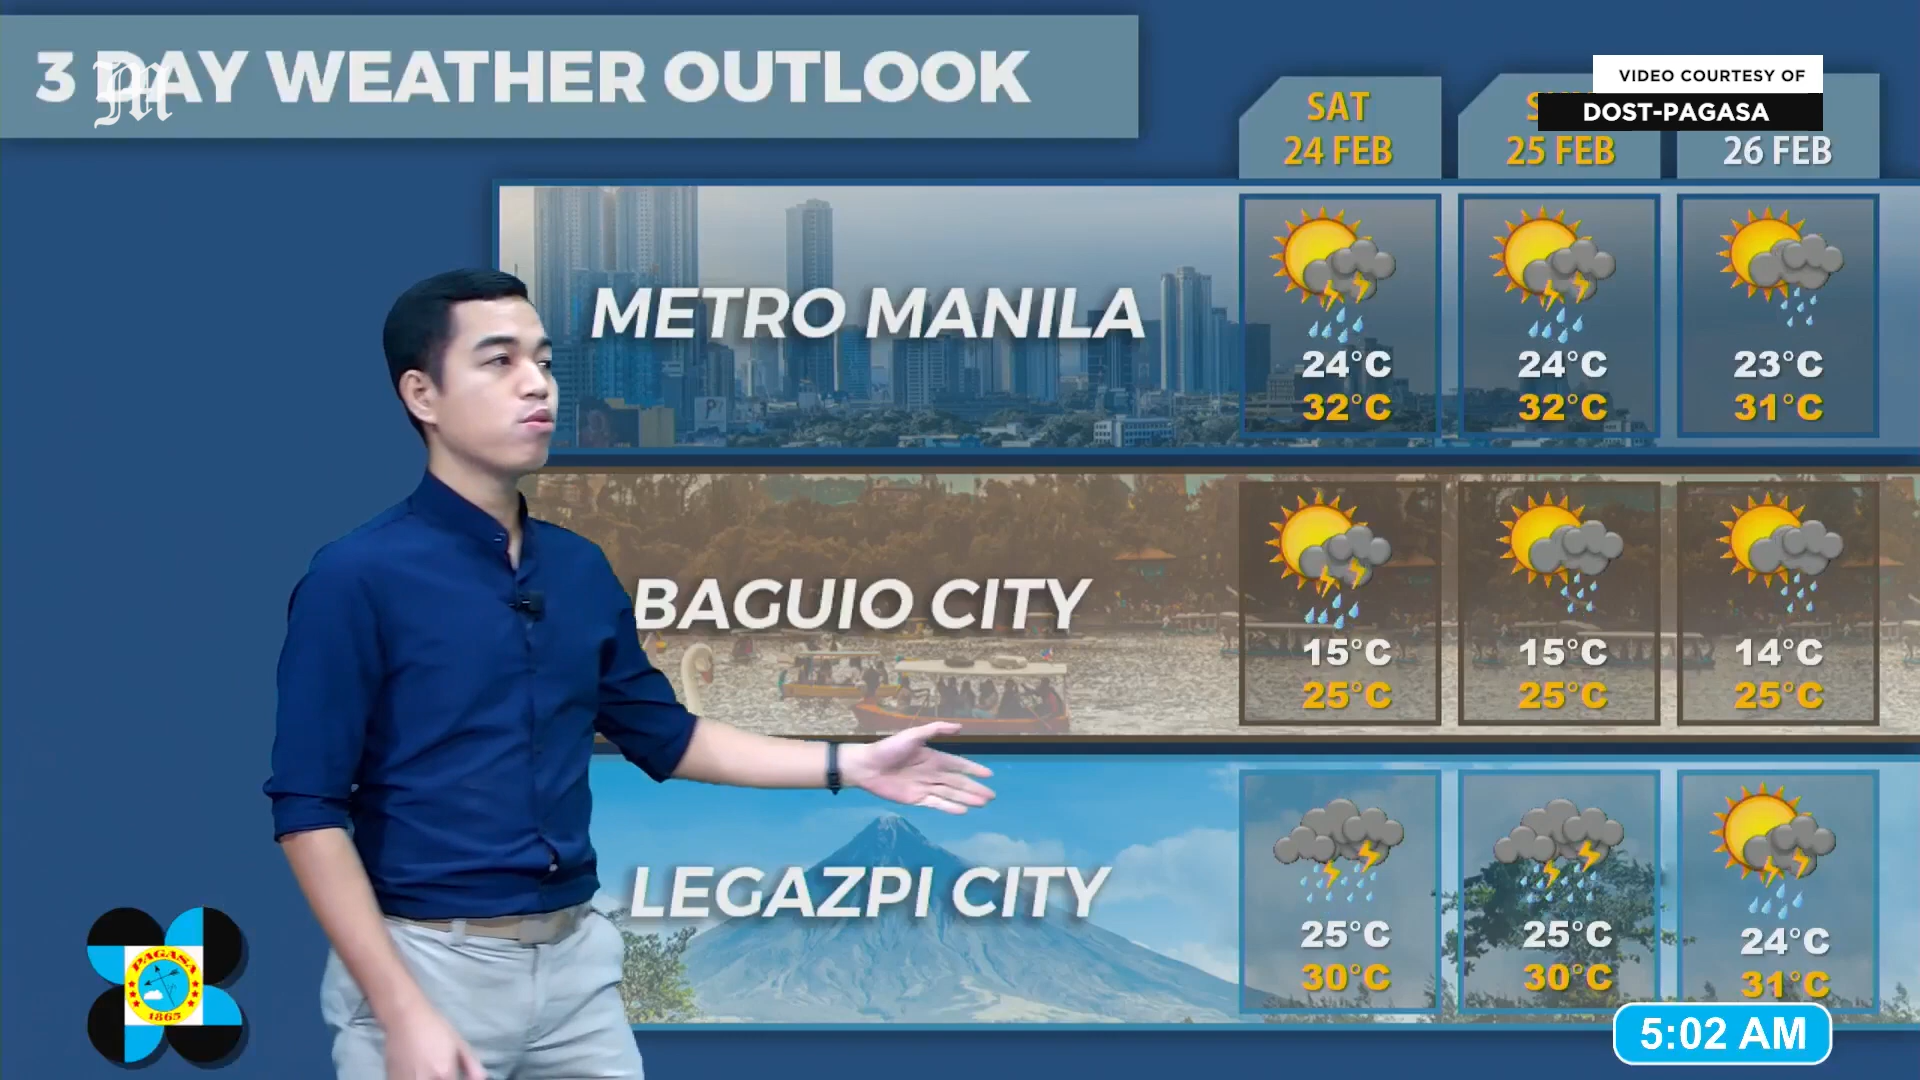 3 DAY WEATHER OUTLOOK
M
VIDEO COURTESY OF
DOST-PAGASA
SAT
24 FEB
25 FEB
26 FEB
METRO MANILA
24°C
32°C
24°C
32°C
23°C
31°C
BAGUIO CITY
15°C
25°C
15°C
25°C
14°C
25°C
LEGAZPI CITY
25°C
30°C
25°C
30°C
24°C
31°C
PAGASA
1865
5:02 AM